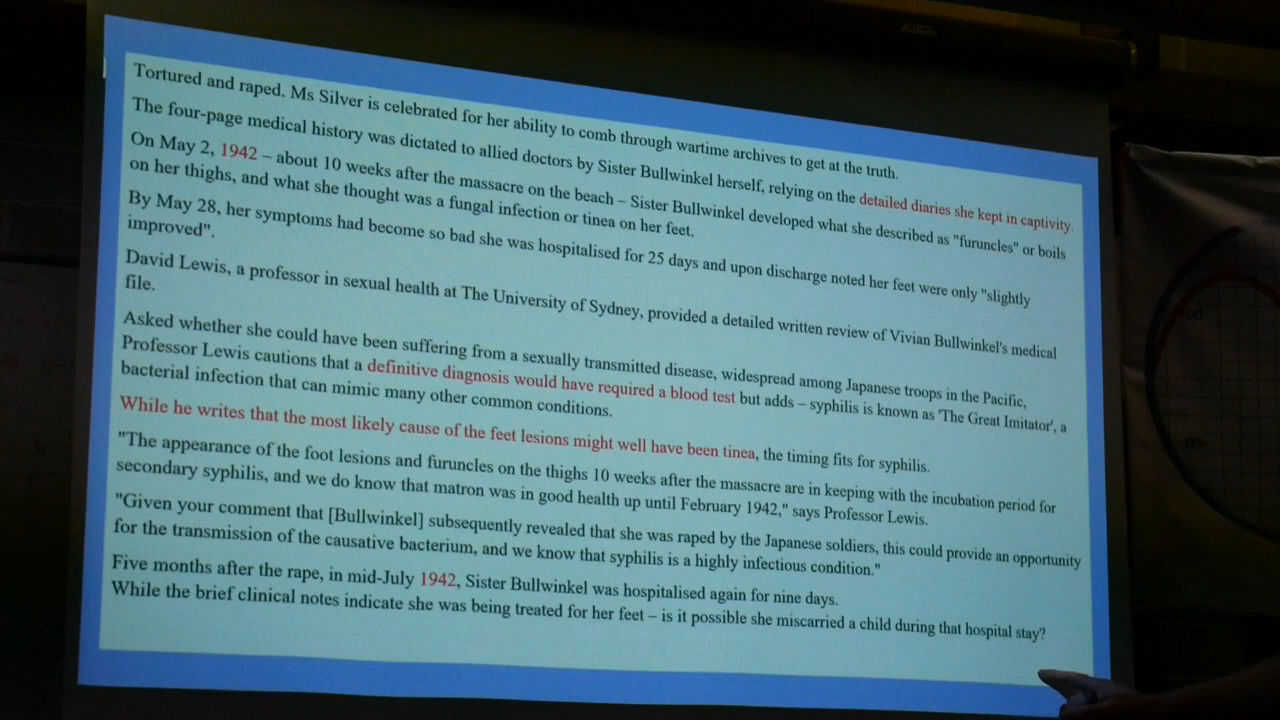 Tortured and raped. Ms Silver is celebrated for her ability to comb through wartime archives to get at the truth.
The four-page medical history was dictated to allied doctors by Sister Bullwinkel herself, relying on the detailed diaries she kept in captivity.
On May 2, 1942 – about 10 weeks after the massacre on the beach – Sister Bullwinkel developed what she described as "furuncles" or boils
on her thighs, and what she thought was a fungal infection or tinea on her feet.
By May 28, her symptoms had become so bad she was hospitalised for 25 days and upon discharge noted her feet were only "slightly
improved".
David Lewis, a professor in sexual health at The University of Sydney, provided a detailed written review of Vivian Bullwinkel's medical
file.
Asked whether she could have been suffering from a sexually transmitted disease, widespread among Japanese troops in the Pacific,
Professor Lewis cautions that a definitive diagnosis would have required a blood test but adds – syphilis is known as 'The Great Imitator', a
bacterial infection that can mimic many other common conditions.
While he writes that the most likely cause of the feet lesions might well have been tinea, the timing fits for syphilis.
"The appearance of the foot lesions and furuncles on the thighs 10 weeks after the massacre are in keeping with the incubation period for
secondary syphilis, and we do know that matron was in good health up until February 1942," says Professor Lewis.
"Given your comment that [Bullwinkel] subsequently revealed that she was raped by the Japanese soldiers, this could provide an opportunity
for the transmission of the causative bacterium, and we know that syphilis is a highly infectious condition."
Five months after the rape, in mid-July 1942, Sister Bullwinkel was hospitalised again for nine days.
While the brief clinical notes indicate she was being treated for her feet – is it possible she miscarried a child during that hospital stay?